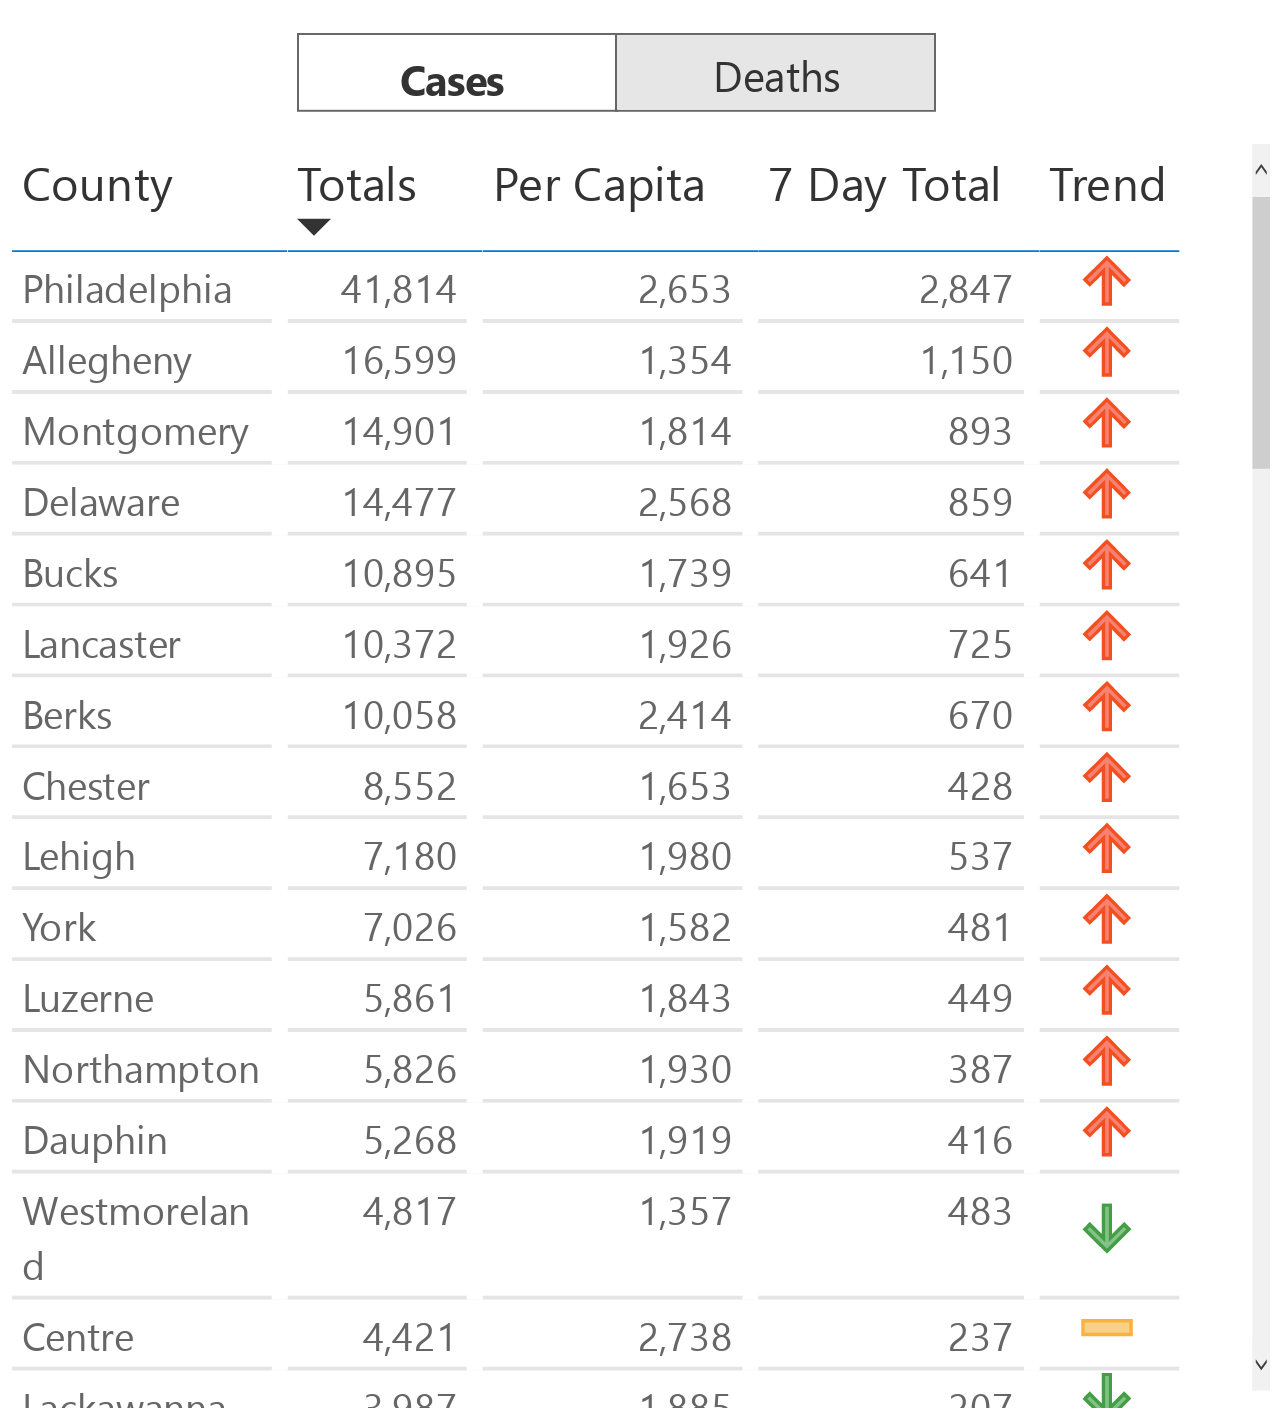 Cases Deaths
County Totals Per Capita 7 Day Total Trend
Philadelphia 41,814 2,653 2,847
Allegheny 16,599 1,354 1,150
Montgomery 14,901 1,814 893
Delaware 14,477 2,568 859
Bucks 10,895 1,739 641
Lancaster 10,372 1,926 725
Berks 10,058 2,414 670
Chester 8,552 1,653 428
Lehigh 7,180 1,980 537
York 7,026 1,582 481
Luzerne 5,861 1,843 449
Northampton 5,826 1,930 387
Dauphin 5,268 1,919 416
Westmorelan 4,817 1,357 483
d
Centre 4,421 2,738 237
Lackawanna 3,987 1,885 207